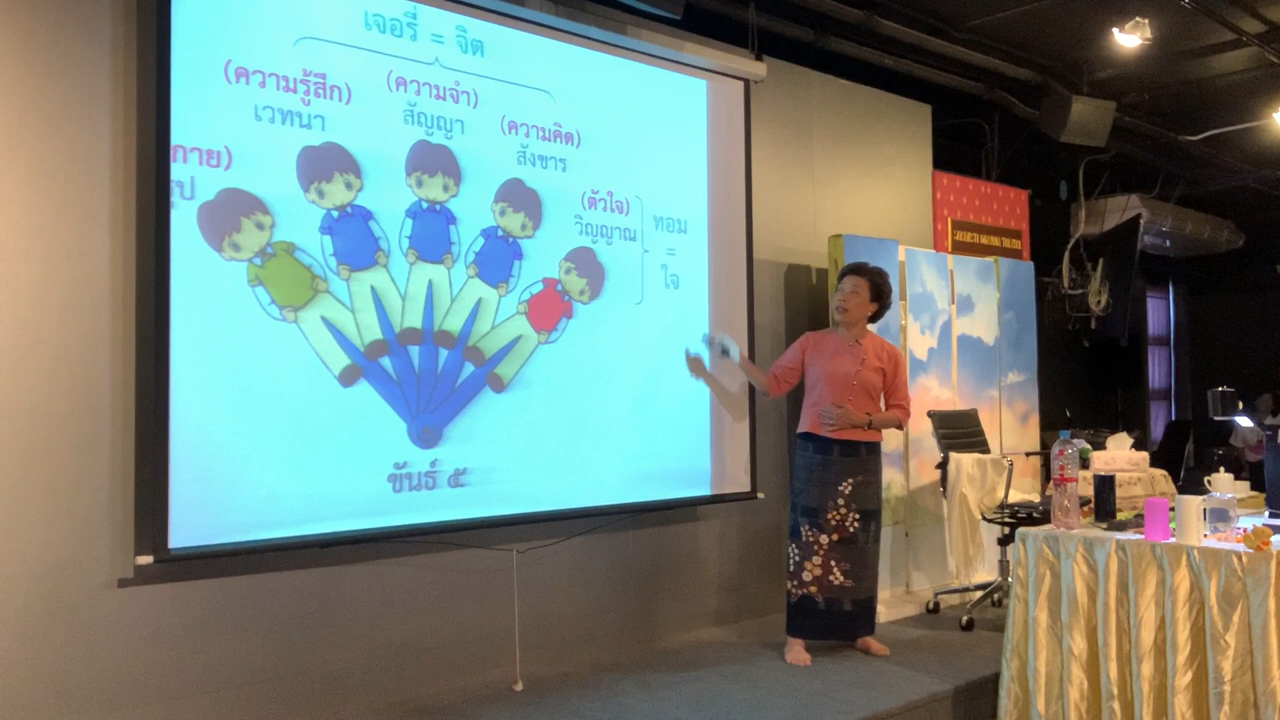 เจอรี่ = จิต
(ความรู้สึก)
เวทนา
(ความจำ)
สัญญา
(ความคิด)
สังขาร
กาย)
รูป
(ตัวใจ)
วิญญาณ
ทอม
=
ใจ
ขันธ์ ๕